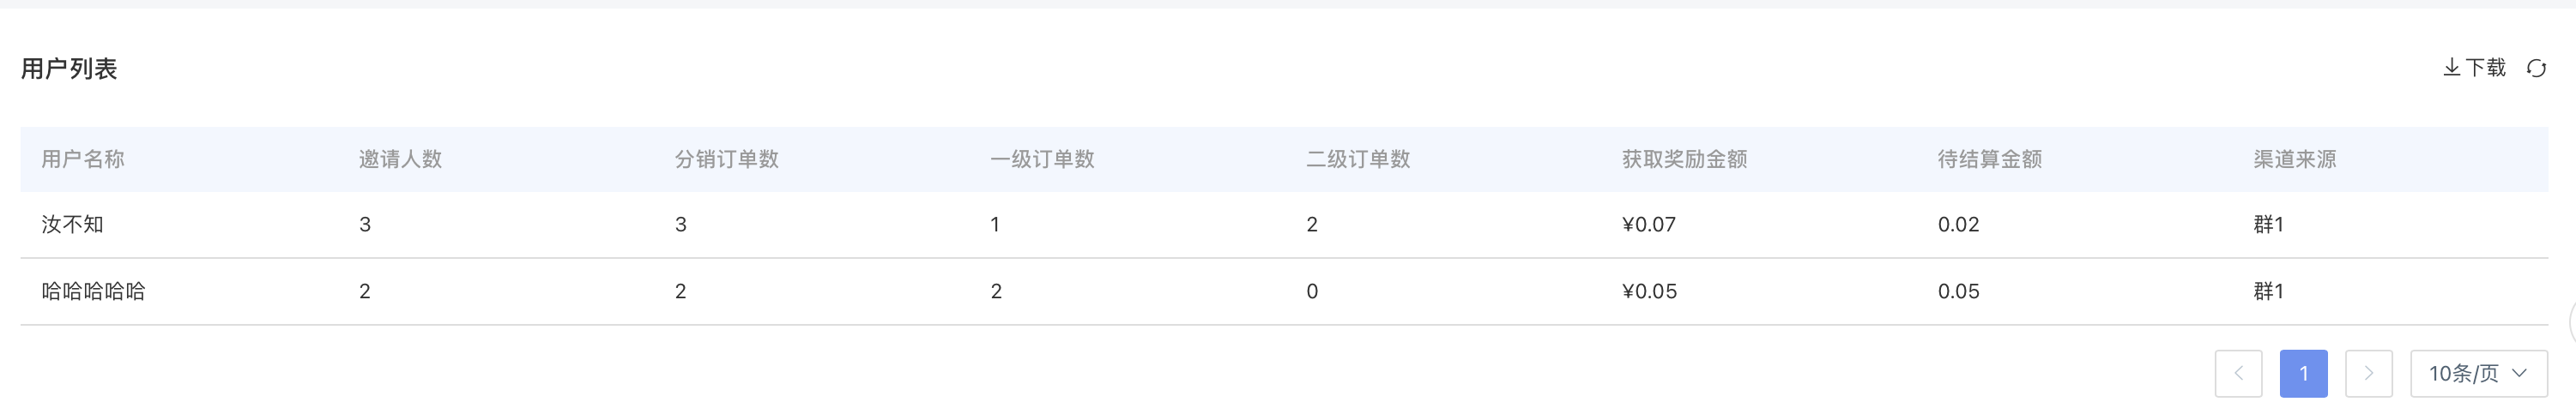 用户列表
下载
用户名称 邀请人数 分销订单数 一级订单数 二级订单数 获取奖励金额 待结算金额 渠道来源
汝不知 3 3 1 2 ¥0.07 0.02 群1
哈哈哈哈哈 2 2 2 0 ¥0.05 0.05 群1
1 10条/页